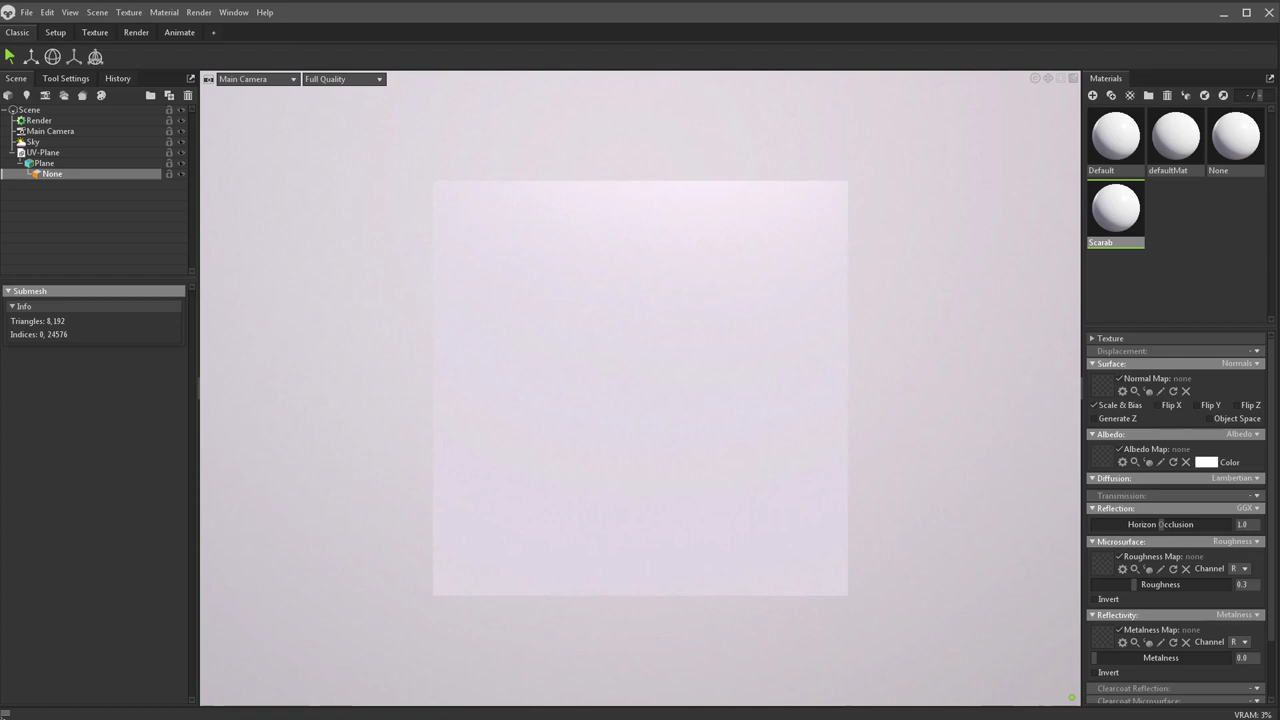 File Edit View Scene Texture Material Render Window Help
Classic Setup Texture Render Animate +
Scene Tool Settings History
Main Camera Full Quality
Materials
- /
Scene
Render
Main Camera
Sky
UV-Plane
Plane
None
Submesh
Info
Triangles: 8,192
Indices: 0, 24576
Default defaultMat None
Scarab
Texture
Displacement: -
Surface: Normals
Normal Map: none
Scale & Bias Flip X Flip Y Flip Z
Generate Z Object Space
Albedo: Albedo
Albedo Map: none
Color
Diffusion: Lambertian
Transmission: -
Reflection: GGX
Horizon Occlusion 1.0
Microsurface: Roughness
Roughness Map: none
Channel R
Roughness 0.3
Invert
Reflectivity: Metalness
Metalness Map: none
Channel R
Metalness 0.0
Invert
Clearcoat Reflection: -
Clearcoat Microsurface: -
VRAM: 3%